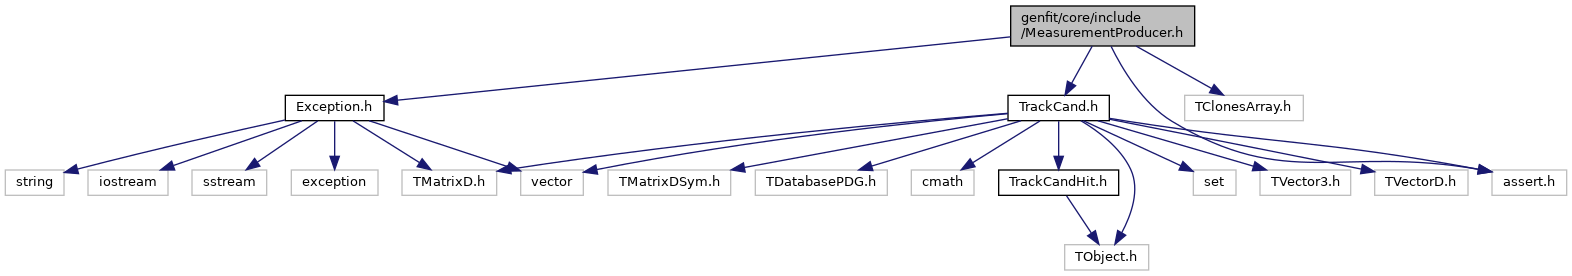 genfit/core/include
/MeasurementProducer.h
Exception.h
TrackCand.h
TClonesArray.h
string
iostream
sstream
exception
TMatrixD.h
vector
TMatrixDSym.h
TDatabasePDG.h
cmath
TrackCandHit.h
set
TVector3.h
TVectorD.h
assert.h
TObject.h